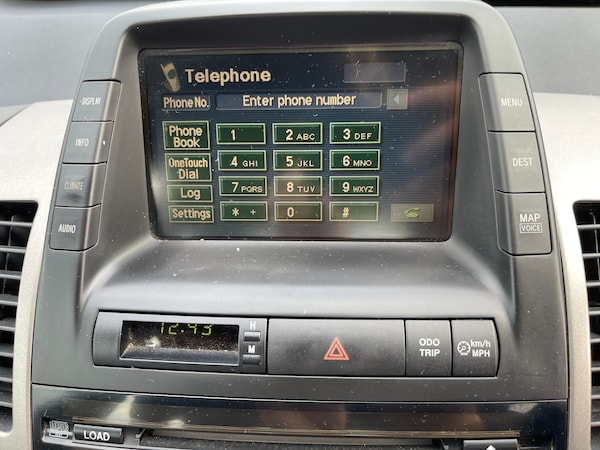 Telephone
DISPLAY
INFO
CLIMATE
AUDIO
Phone No.
Enter phone number
Phone
Book
OneTouch
Dial
Log
Settings
1
2 ABC
3 DEF
4 GHI
5 JKL
6 MNO
7 PQRS
8 TUV
9 WXYZ
* +
0
#
MENU
DEST
MAP
VOICE
12:43
H
M
ODO
TRIP
km/h
MPH
LOAD